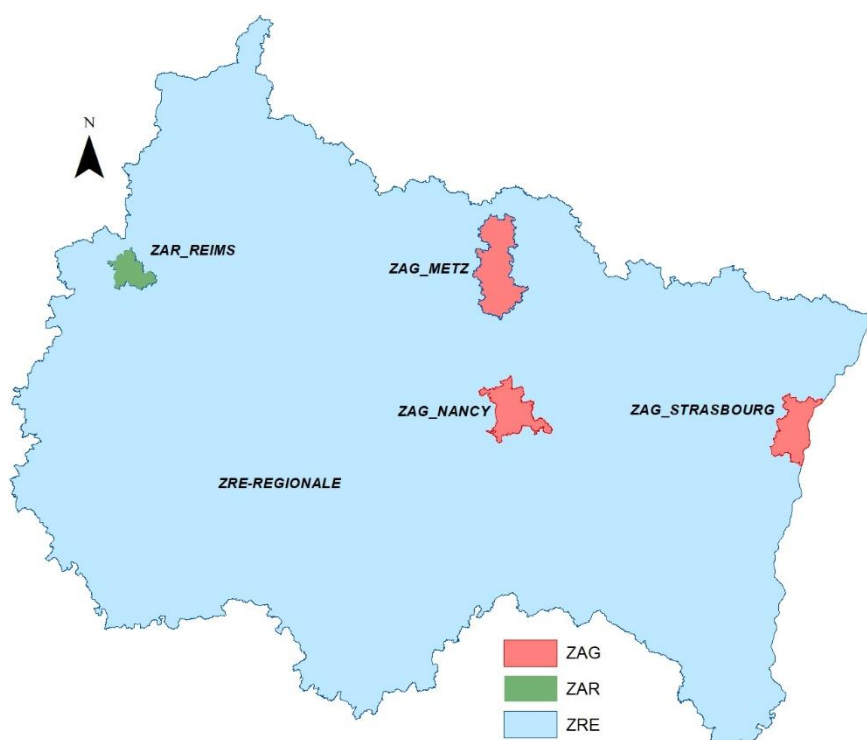 N
ZAR_REIMS
ZAG_METZ
ZAG_NANCY
ZAG_STRASBOURG
ZRE-REGIONALE
ZAG
ZAR
ZRE